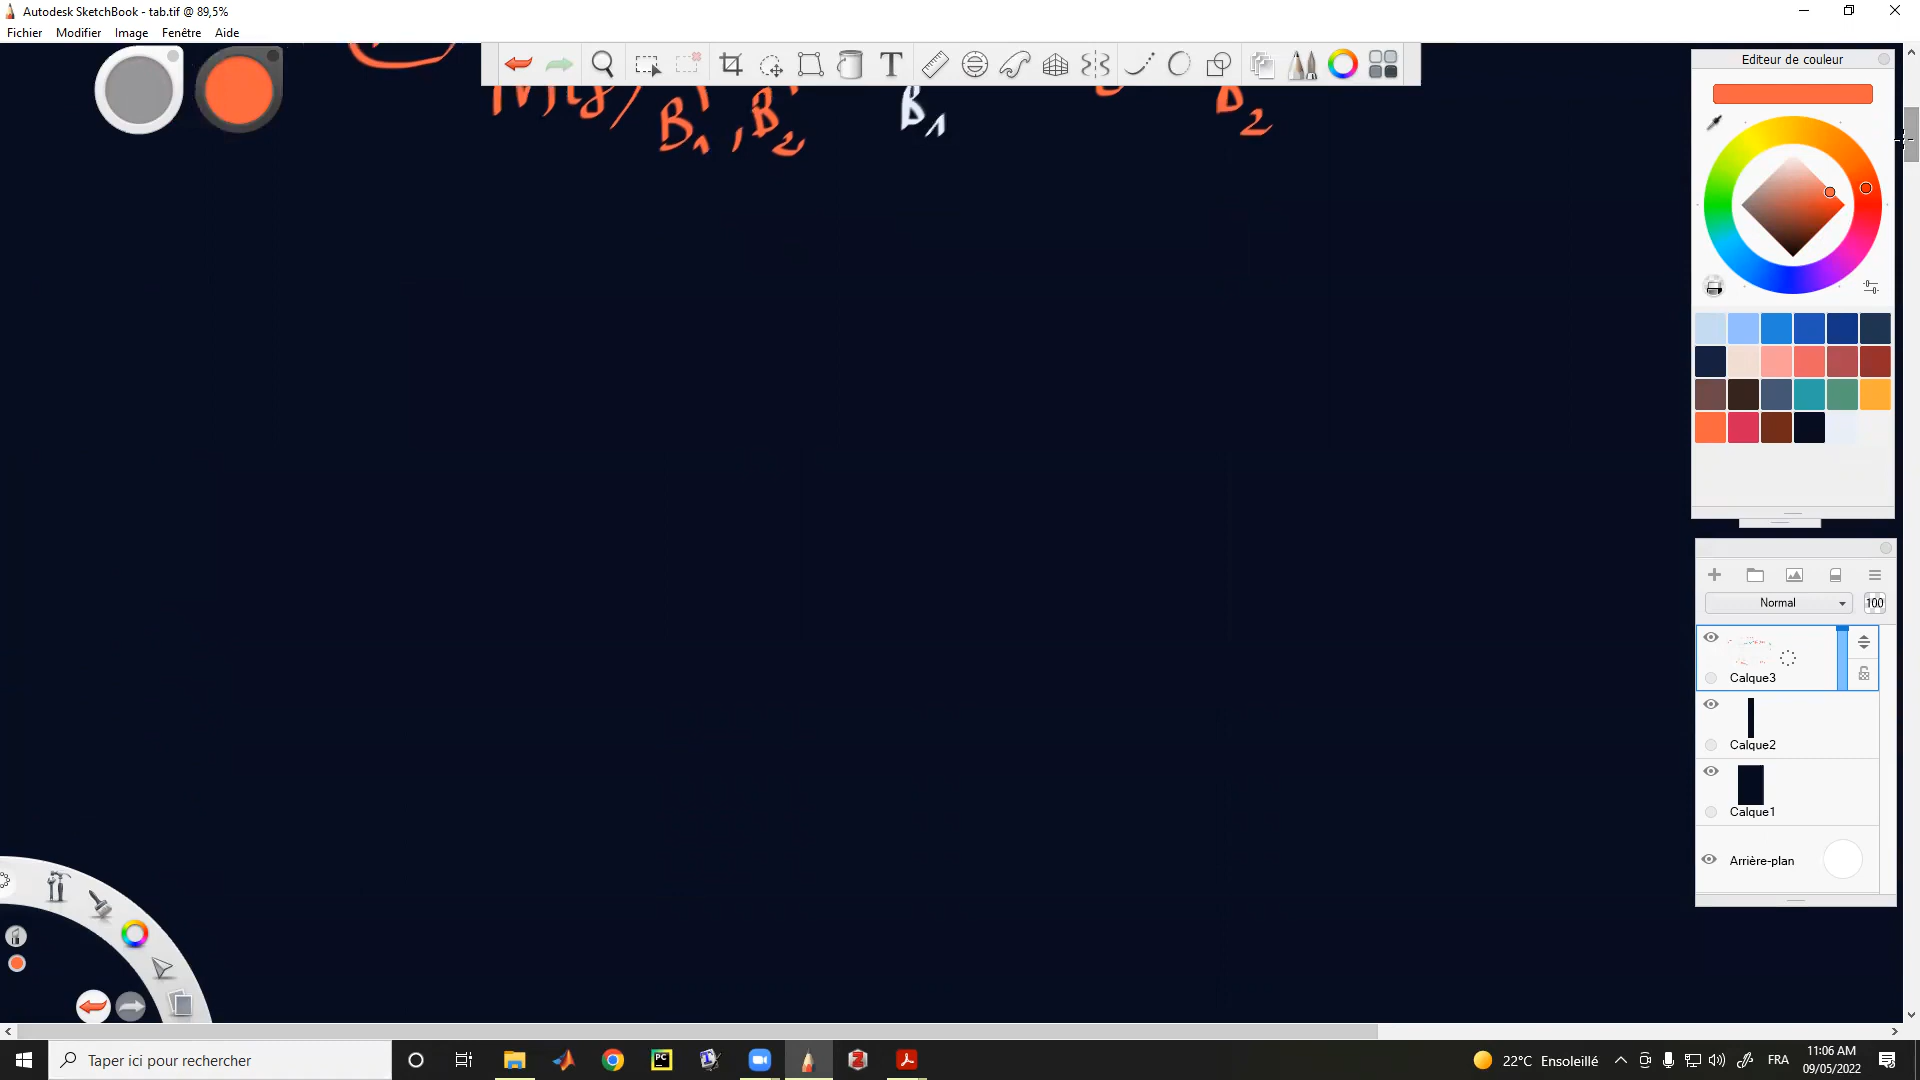 Autodesk SketchBook - tab.tif @ 89,5%
Fichier Modifier Image Fenêtre Aide
Editeur de couleur
B₁ , B₂ B₁ 2
Normal 100
Calque3
Calque2
Calque1
Arrière-plan
Taper ici pour rechercher
22°C Ensoleillé
FRA
11:06 AM
09/05/2022